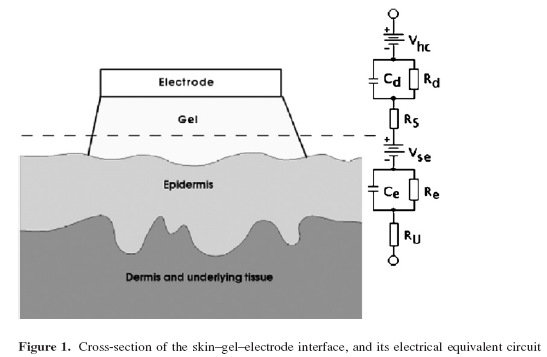 Electrode
Gel
Epidermis
Dermis and underlying tissue
+
-
Vhc
Cd
Rd
RS
+
-
Vse
Ce
Re
RU
Figure 1. Cross-section of the skin–gel–electrode interface, and its electrical equivalent circuit